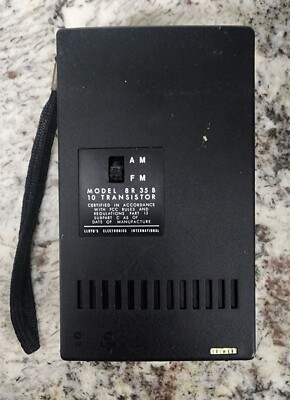 AM
FM
MODEL 8R 35 B
10 TRANSISTOR
CERTIFIED IN ACCORDANCE
WITH FCC RULES AND
REGULATIONS PART 15
SUBPART C AS OF
DATE OF MANUFACTURE
LLOYD'S ELECTRONICS INTERNATIONAL